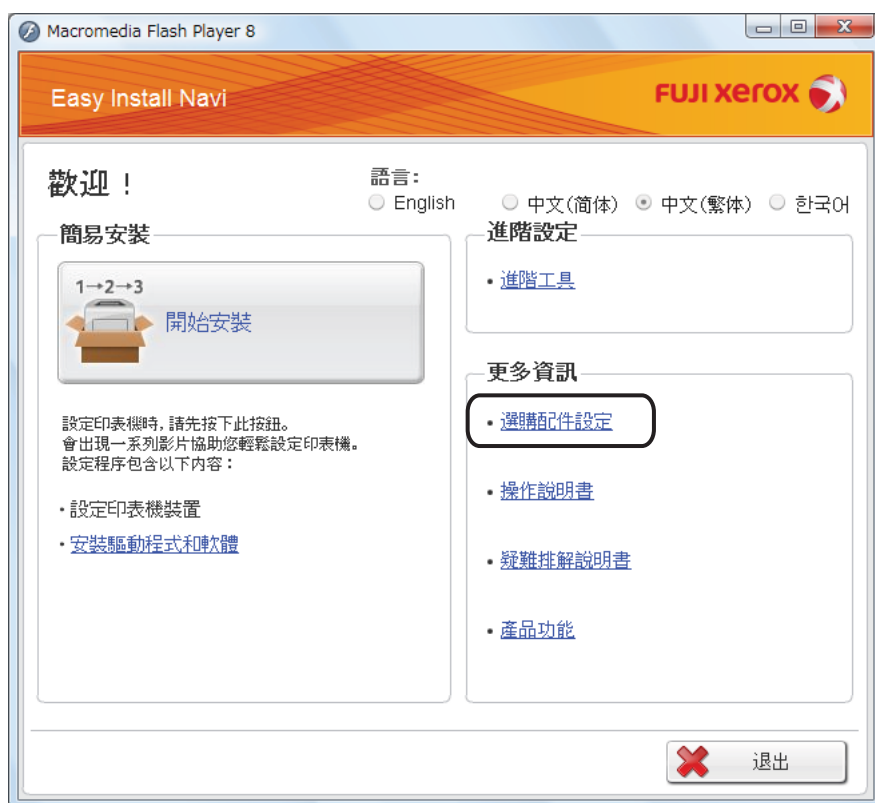 Macromedia Flash Player 8
Easy Install Navi
FUJI xerox
歡迎！
語言：
English 中文(简体) 中文(繁体) 한국어
簡易安裝
1→2→3
開始安裝
設定印表機時，請先按下此按鈕。
會出現一系列影片協助您輕鬆設定印表機。
設定程序包含以下內容：
・設定印表機裝置
・安裝驅動程式和軟體
進階設定
・進階工具
更多資訊
・選購配件設定
・操作說明書
・疑難排解說明書
・產品功能
退出